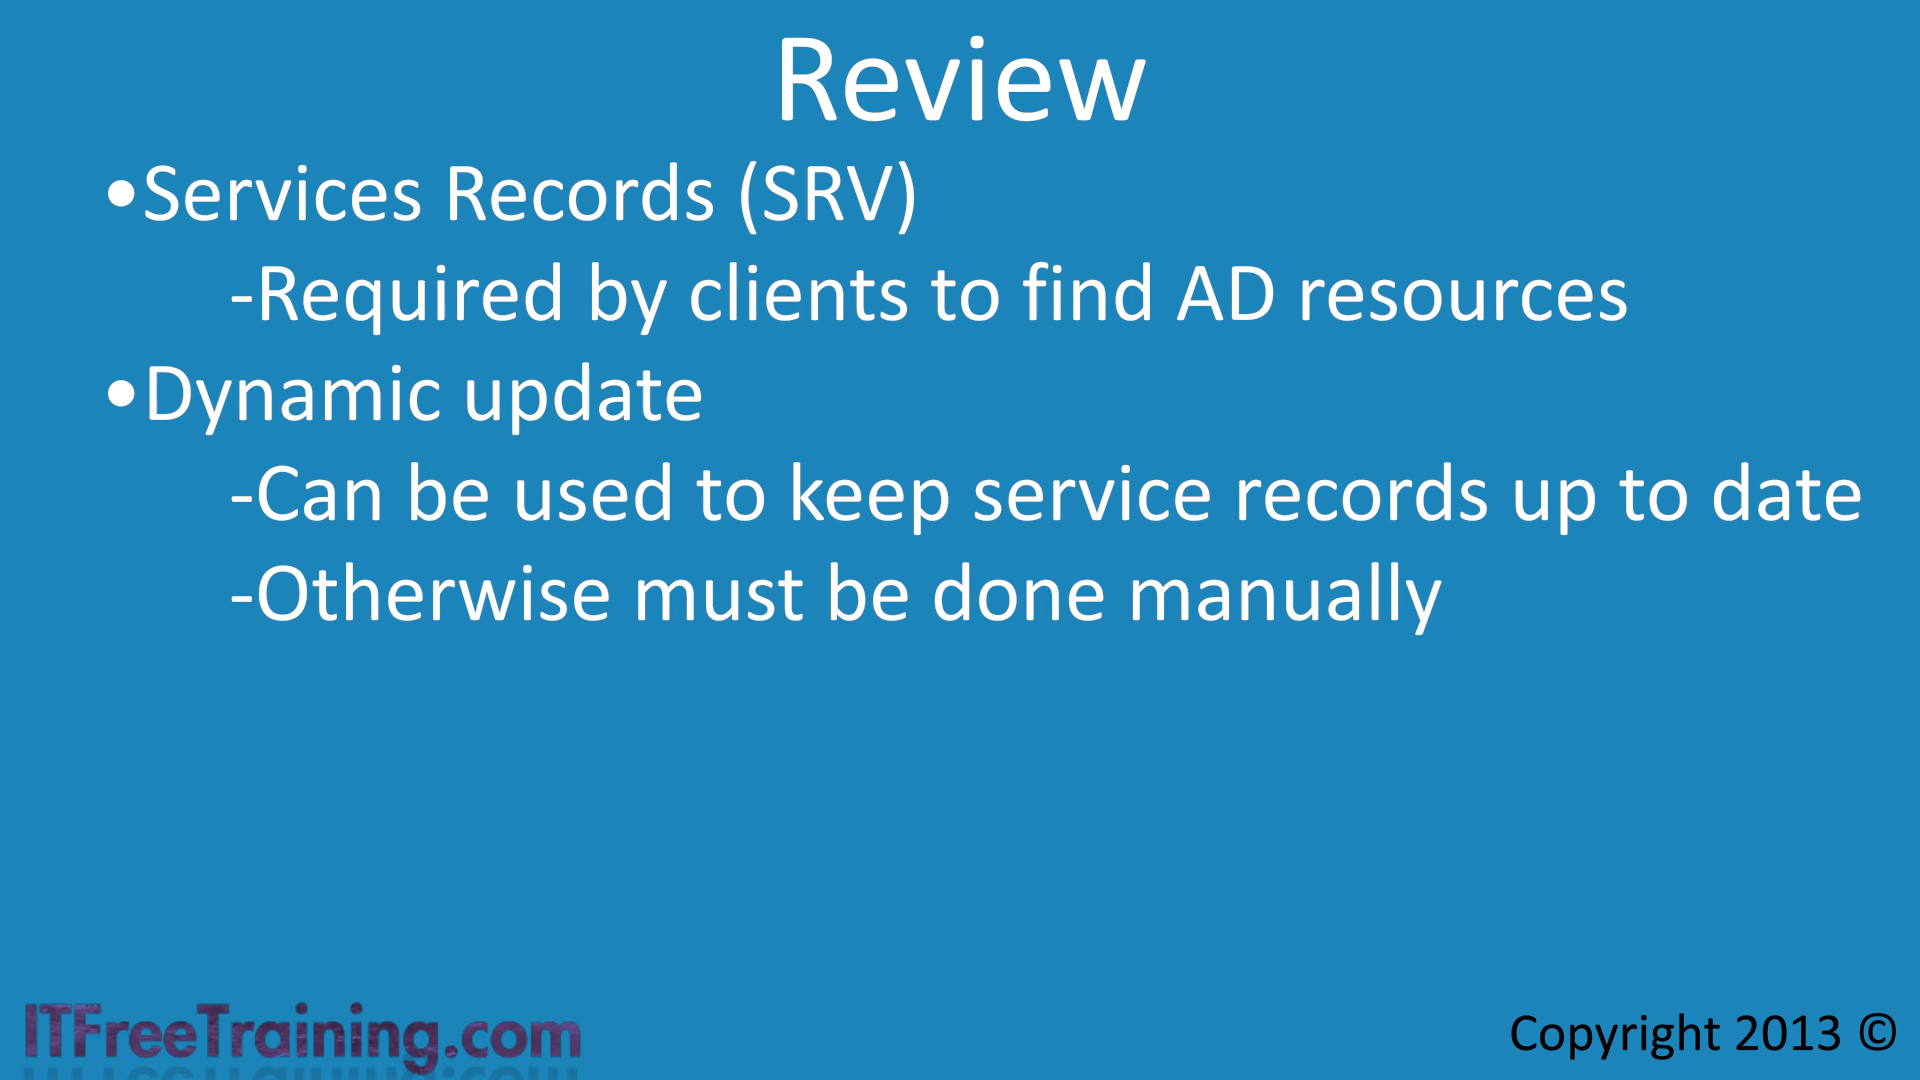 Review
•Services Records (SRV)
-Required by clients to find AD resources
•Dynamic update
-Can be used to keep service records up to date
-Otherwise must be done manually
ITFreeTraining.com
Copyright 2013 ©